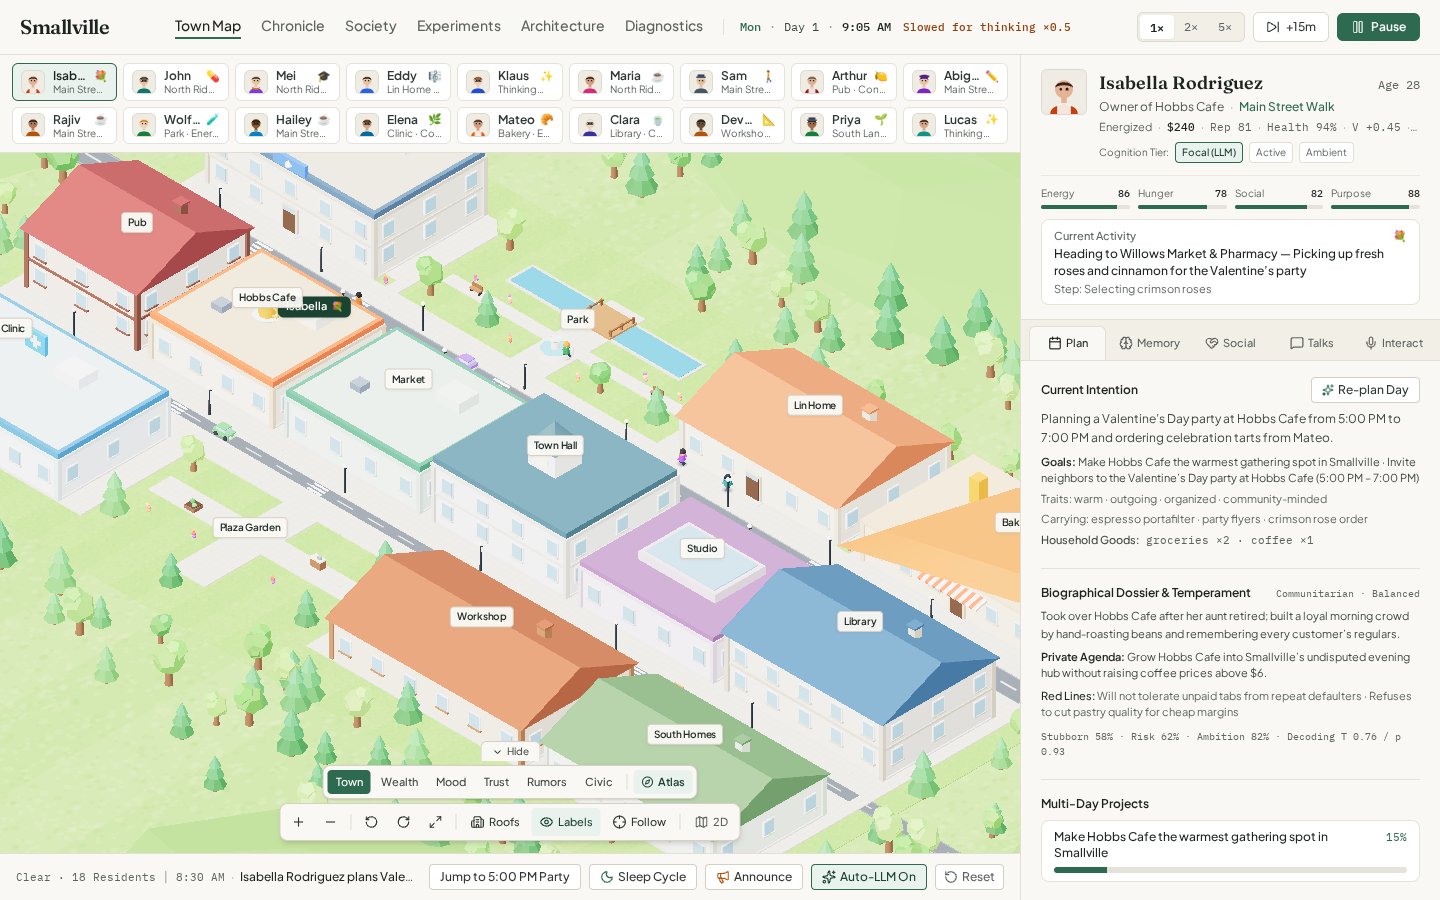 Smallville
Town Map Chronicle Society Experiments Architecture Diagnostics
Mon · Day 1 · 9:05 AM Slowed for thinking ×0.5
1× 2× 5× +15m Pause
Isab... John Mei Eddy Klaus Maria Sam Arthur Abig...
Main Stre... North Rid... North Rid... Lin Home ... Thinking... North Rid... Main Stre... Pub · Con... Main Stre...
Rajiv Wolf... Hailey Elena Mateo Clara Dev... Priya Lucas
Main Stre... Park · Ener... Main Stre... Clinic · Co... Bakery · E... Library · C... Worksho... South Lan... Thinking...
Pub
Hobbs Cafe
Isabella
Clinic
Park
Market
Lin Home
Town Hall
Bak
Plaza Garden
Studio
Workshop
Library
South Homes
Hide
Town Wealth Mood Trust Rumors Civic Atlas
Roofs Labels Follow 2D
Clear · 18 Residents | 8:30 AM · Isabella Rodriguez plans Vale...
Jump to 5:00 PM Party Sleep Cycle Announce Auto-LLM On Reset
Isabella Rodriguez Age 28
Owner of Hobbs Cafe · Main Street Walk
Energized · $240 · Rep 81 · Health 94% · V +0.45 ·...
Cognition Tier: Focal (LLM) Active Ambient
Energy 86 Hunger 78 Social 82 Purpose 88
Current Activity
Heading to Willows Market & Pharmacy — Picking up fresh
roses and cinnamon for the Valentine's party
Step: Selecting crimson roses
Plan Memory Social Talks Interact
Current Intention Re-plan Day
Planning a Valentine's Day party at Hobbs Cafe from 5:00 PM to
7:00 PM and ordering celebration tarts from Mateo.
Goals: Make Hobbs Cafe the warmest gathering spot in Smallville · Invite
neighbors to the Valentine's Day party at Hobbs Cafe (5:00 PM – 7:00 PM)
Traits: warm · outgoing · organized · community-minded
Carrying: espresso portafilter · party flyers · crimson rose order
Household Goods: groceries ×2 · coffee ×1
Biographical Dossier & Temperament Communitarian · Balanced
Took over Hobbs Cafe after her aunt retired; built a loyal morning crowd
by hand-roasting beans and remembering every customer's regulars.
Private Agenda: Grow Hobbs Cafe into Smallville's undisputed evening
hub without raising coffee prices above $6.
Red Lines: Will not tolerate unpaid tabs from repeat defaulters · Refuses
to cut pastry quality for cheap margins
Stubborn 58% · Risk 62% · Ambition 82% · Decoding T 0.76 / p
0.93
Multi-Day Projects
Make Hobbs Cafe the warmest gathering spot in 15%
Smallville